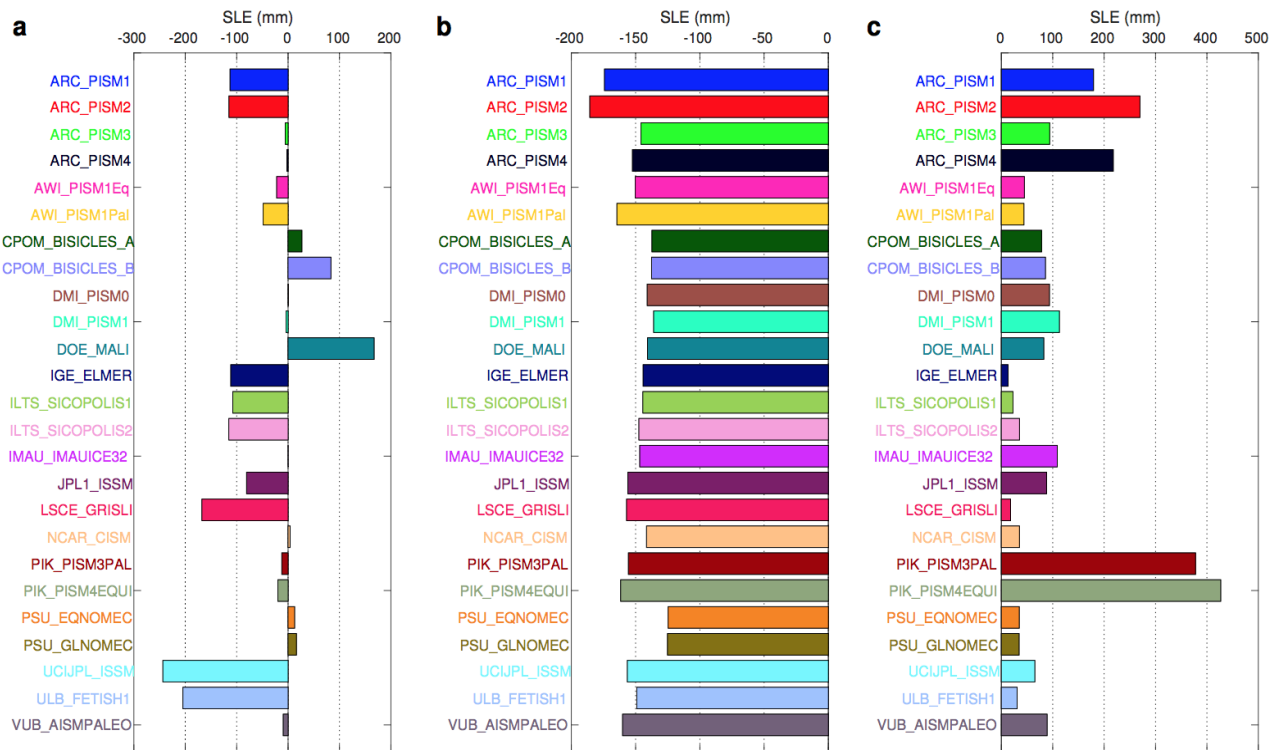 a
SLE (mm)
-300 -200 -100 0 100 200
ARC_PISM1
ARC_PISM2
ARC_PISM3
ARC_PISM4
AWI_PISM1Eq
AWI_PISM1Pal
CPOM_BISICLES_A
CPOM_BISICLES_B
DMI_PISM0
DMI_PISM1
DOE_MALI
IGE_ELMER
ILTS_SICOPOLIS1
ILTS_SICOPOLIS2
IMAU_IMAUICE32
JPL1_ISSM
LSCE_GRISLI
NCAR_CISM
PIK_PISM3PAL
PIK_PISM4EQUI
PSU_EQNOMEC
PSU_GLNOMEC
UCIJPL_ISSM
ULB_FETISH1
VUB_AISMPALEO
b
SLE (mm)
-200 -150 -100 -50 0
ARC_PISM1
ARC_PISM2
ARC_PISM3
ARC_PISM4
AWI_PISM1Eq
AWI_PISM1Pal
CPOM_BISICLES_A
CPOM_BISICLES_B
DMI_PISM0
DMI_PISM1
DOE_MALI
IGE_ELMER
ILTS_SICOPOLIS1
ILTS_SICOPOLIS2
IMAU_IMAUICE32
JPL1_ISSM
LSCE_GRISLI
NCAR_CISM
PIK_PISM3PAL
PIK_PISM4EQUI
PSU_EQNOMEC
PSU_GLNOMEC
UCIJPL_ISSM
ULB_FETISH1
VUB_AISMPALEO
c
SLE (mm)
0 100 200 300 400 500
ARC_PISM1
ARC_PISM2
ARC_PISM3
ARC_PISM4
AWI_PISM1Eq
AWI_PISM1Pal
CPOM_BISICLES_A
CPOM_BISICLES_B
DMI_PISM0
DMI_PISM1
DOE_MALI
IGE_ELMER
ILTS_SICOPOLIS1
ILTS_SICOPOLIS2
IMAU_IMAUICE32
JPL1_ISSM
LSCE_GRISLI
NCAR_CISM
PIK_PISM3PAL
PIK_PISM4EQUI
PSU_EQNOMEC
PSU_GLNOMEC
UCIJPL_ISSM
ULB_FETISH1
VUB_AISMPALEO